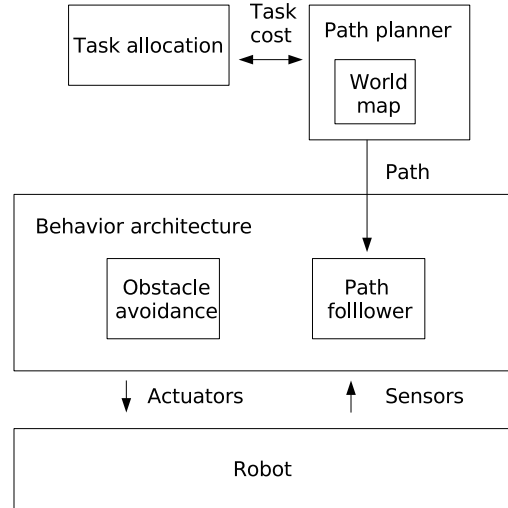 Task allocation
Task
cost
Path planner
World
map
Path
Behavior architecture
Obstacle
avoidance
Path
folllower
Actuators
Sensors
Robot